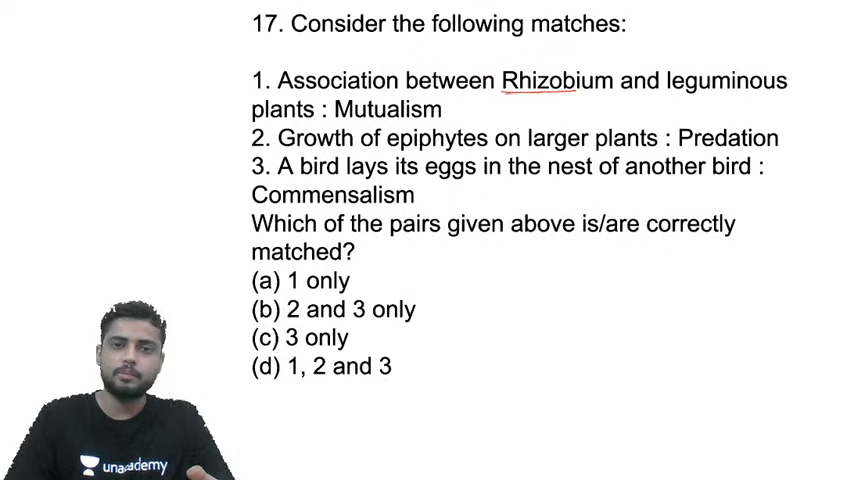 17. Consider the following matches:
1. Association between Rhizobium and leguminous
plants : Mutualism
2. Growth of epiphytes on larger plants : Predation
3. A bird lays its eggs in the nest of another bird :
Commensalism
Which of the pairs given above is/are correctly
matched?
(a) 1 only
(b) 2 and 3 only
(c) 3 only
(d) 1, 2 and 3
unacademy